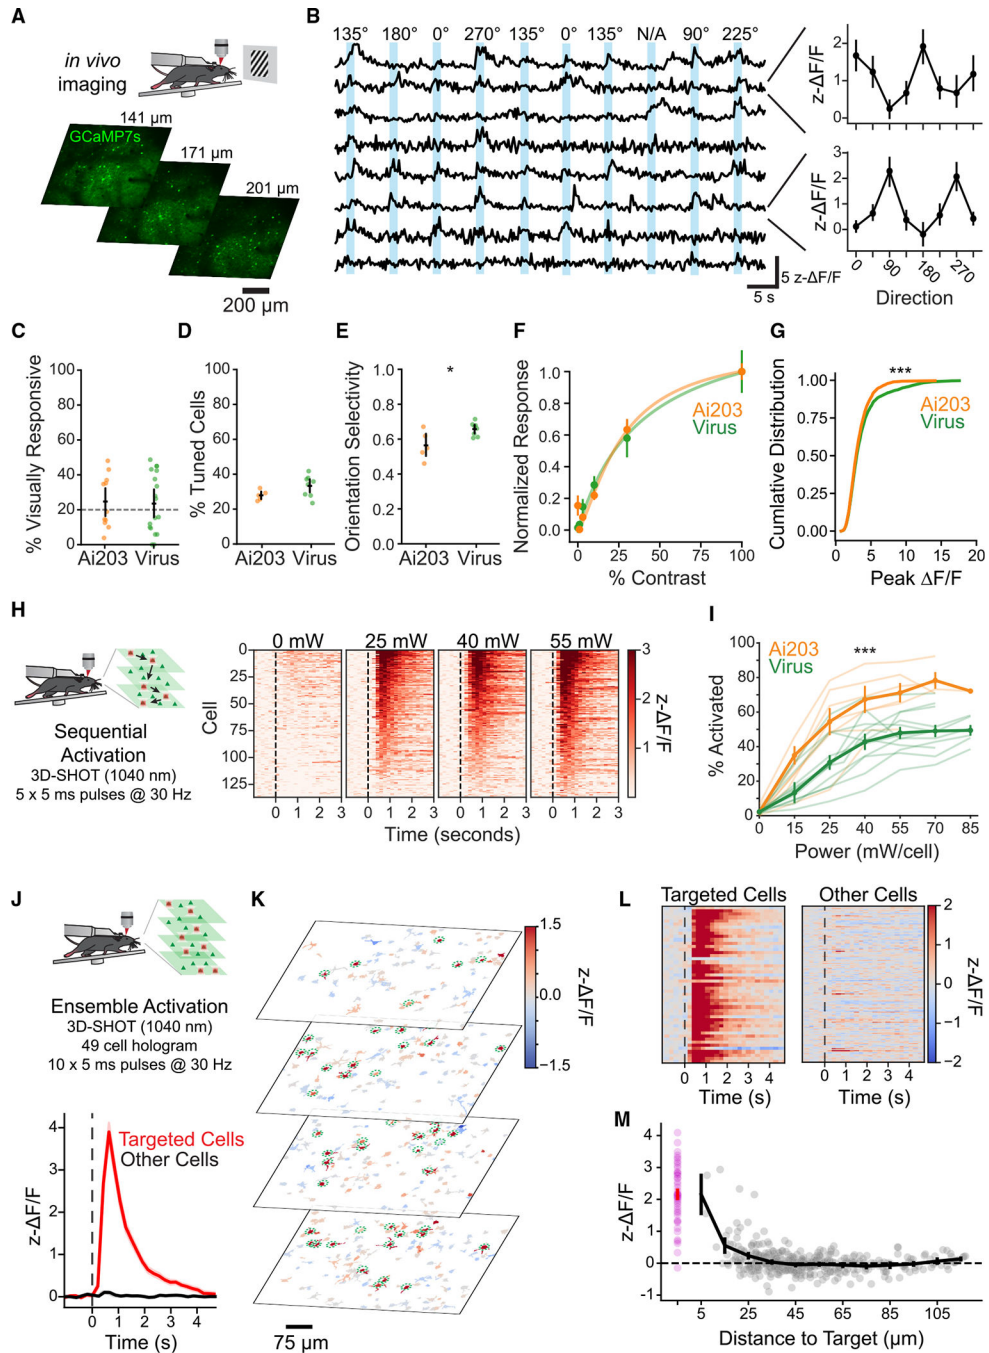 A
in vivo
imaging
141 µm
GCaMP7s
171 µm
201 µm
200 µm
B
135° 180° 0° 270° 135° 0° 135° N/A 90° 225°
5 z-ΔF/F
5 s
z-ΔF/F
2
1
0
z-ΔF/F
3
2
1
0
0 90 180 270
Direction
C
% Visually Responsive
100
80
60
40
20
0
Ai203 Virus
D
% Tuned Cells
100
80
60
40
20
0
Ai203 Virus
E
Orientation Selectivity
*
1.0
0.8
0.6
0.4
0.2
0.0
Ai203 Virus
F
Normalized Response
Ai203
Virus
1.2
1.0
0.8
0.6
0.4
0.2
0.0
0 25 50 75 100
% Contrast
G
Cumulative Distribution
***
Ai203
Virus
1.00
0.75
0.50
0.25
0.00
0 5 10 15 20
Peak ΔF/F
H
Sequential
Activation
3D-SHOT (1040 nm)
5 x 5 ms pulses @ 30 Hz
0 mW 25 mW 40 mW 55 mW
Cell
0
25
50
75
100
125
0 1 2 3 0 1 2 3 0 1 2 3 0 1 2 3
Time (seconds)
3
2
1
z-ΔF/F
I
Ai203
Virus
***
% Activated
100
80
60
40
20
0
0 15 25 40 55 70 85
Power (mW/cell)
J
Ensemble Activation
3D-SHOT (1040 nm)
49 cell hologram
10 x 5 ms pulses @ 30 Hz
Targeted Cells
Other Cells
z-ΔF/F
4
3
2
1
0
0 1 2 3 4
Time (s)
K
1.5
1.0
0.0
−1.0
−1.5
z-ΔF/F
75 µm
L
Targeted Cells Other Cells
0 1 2 3 4 0 1 2 3 4
Time (s) Time (s)
2
1
0
−1
−2
z-ΔF/F
M
z-ΔF/F
4
3
2
1
0
-1
5 25 45 65 85 105
Distance to Target (µm)